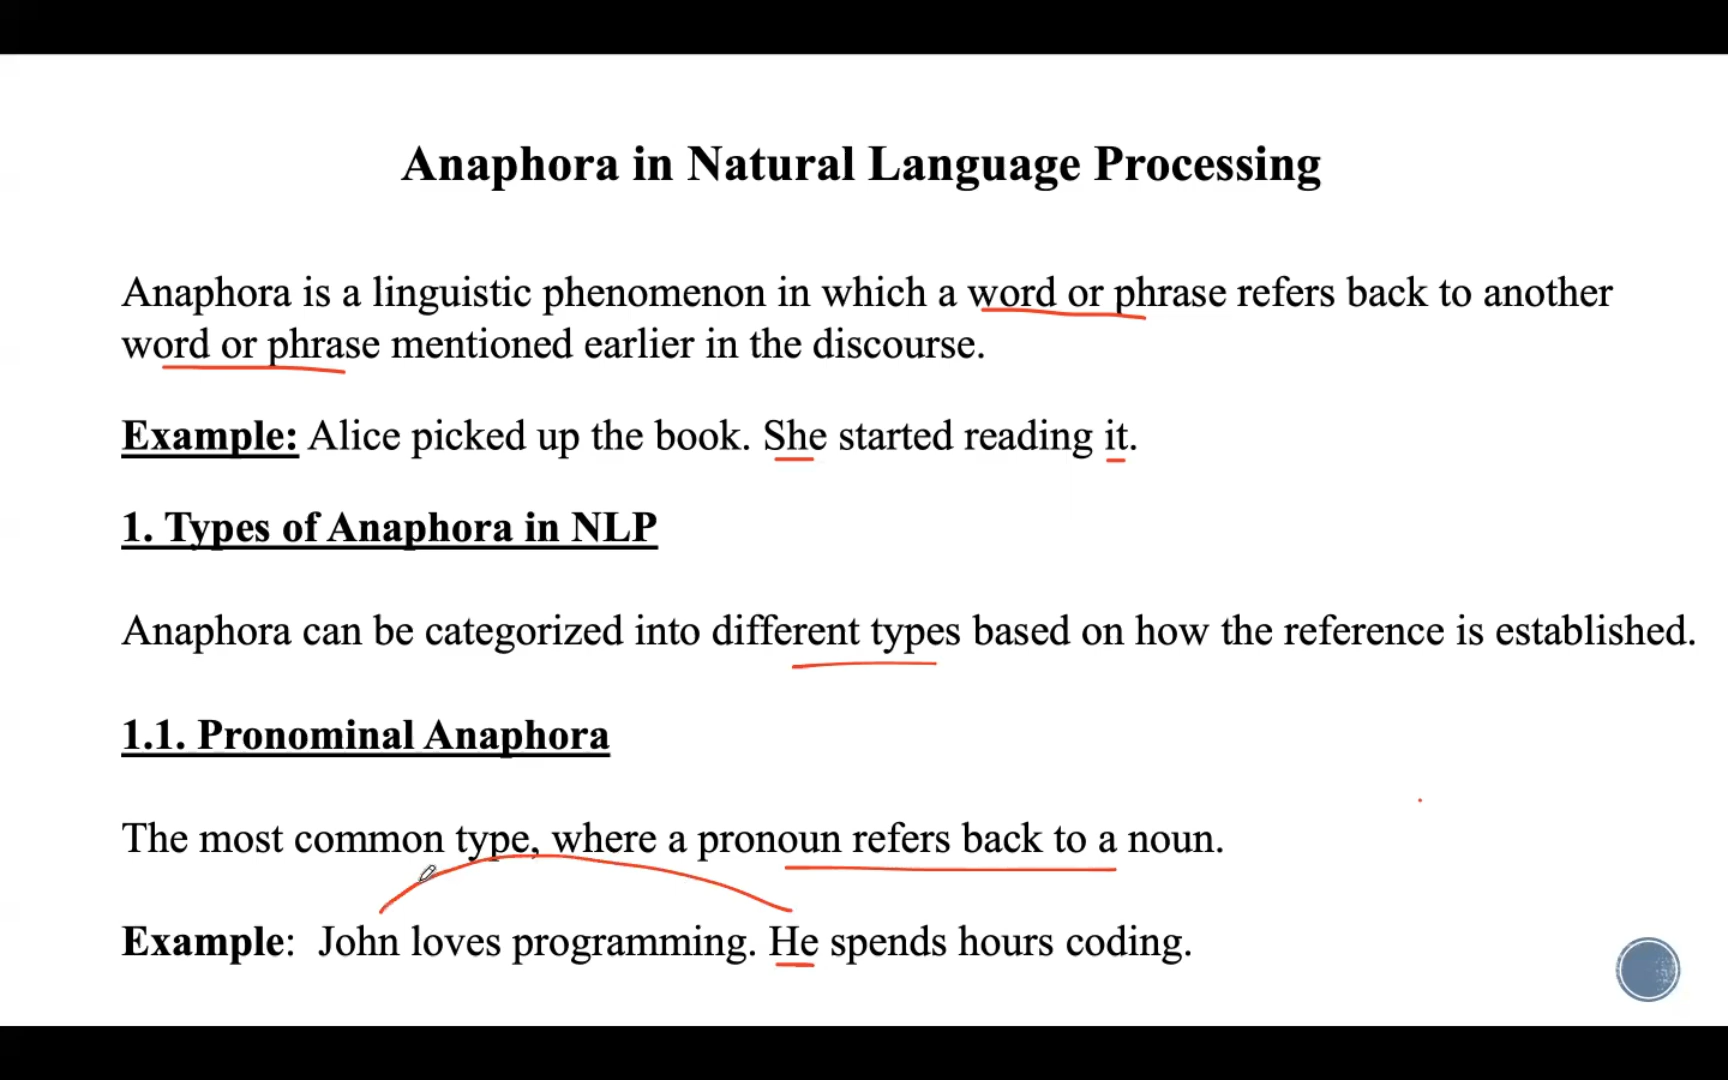 Anaphora in Natural Language Processing
Anaphora is a linguistic phenomenon in which a word or phrase refers back to another
word or phrase mentioned earlier in the discourse.
Example: Alice picked up the book. She started reading it.
1. Types of Anaphora in NLP
Anaphora can be categorized into different types based on how the reference is established.
1.1. Pronominal Anaphora
The most common type, where a pronoun refers back to a noun.
Example:  John loves programming. He spends hours coding.